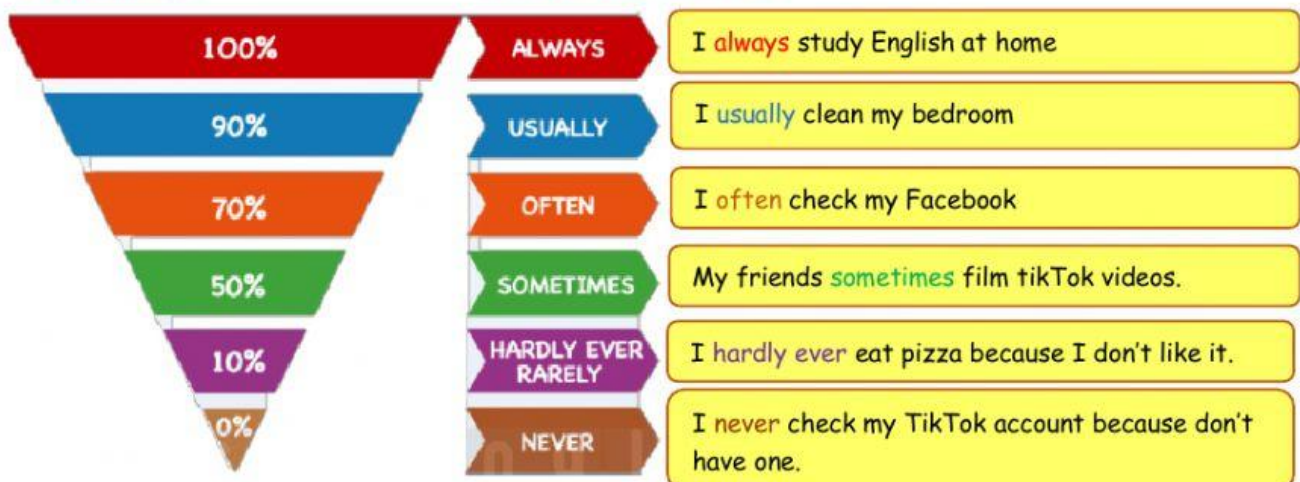 100%
ALWAYS
I always study English at home
90%
USUALLY
I usually clean my bedroom
70%
OFTEN
I often check my Facebook
50%
SOMETIMES
My friends sometimes film tikTok videos.
10%
HARDLY EVER
RARELY
I hardly ever eat pizza because I don't like it.
0%
NEVER
I never check my TikTok account because don't
have one.